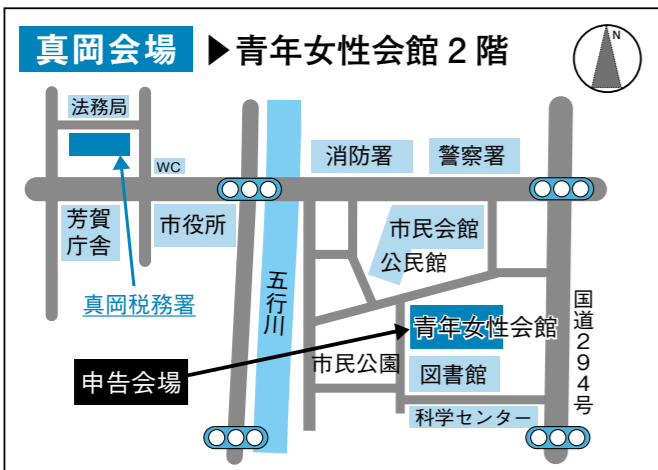 真岡会場 ▶青年女性会館2階
N
法務局
WC
消防署
警察署
芳賀
庁舎
市役所
市民会館
公民館
真岡税務署
五行川
国道294号
青年女性会館
申告会場
市民公園
図書館
科学センター